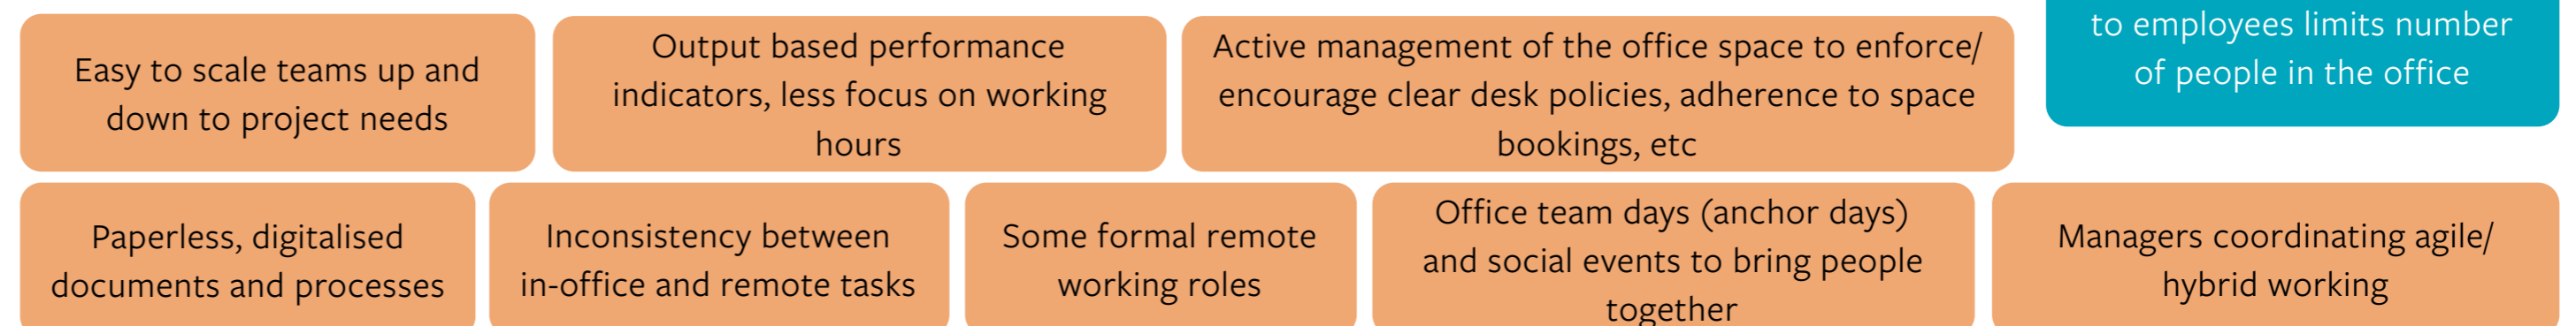 Easy to scale teams up and
down to project needs
Output based performance
indicators, less focus on working
hours
Active management of the office space to enforce/
encourage clear desk policies, adherence to space
bookings, etc
to employees limits number
of people in the office
Paperless, digitalised
documents and processes
Inconsistency between
in-office and remote tasks
Some formal remote
working roles
Office team days (anchor days)
and social events to bring people
together
Managers coordinating agile/
hybrid working